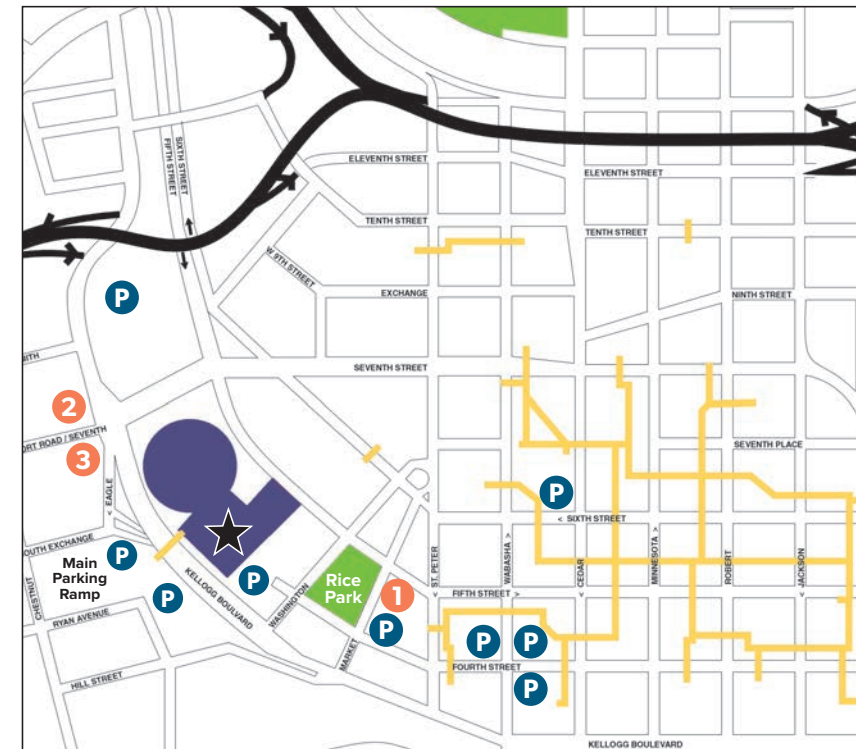 SIXTH STREET
FIFTH STREET
ELEVENTH STREET
ELEVENTH STREET
TENTH STREET
TENTH STREET
W 9TH STREET
EXCHANGE
NINTH STREET
P
SEVENTH STREET
2
ORT ROAD / SEVENTH
3
SEVENTH PLACE
< EAGLE
P
< SIXTH STREET
OUTH EXCHANGE
P
Main
Parking
Ramp
CHESTNUT
P
P
KELLOGG BOULVARD
WASHINGTON
Rice
Park
1
< ST. PETER
WABASHA >
< CEDAR
MINNESOTA >
ROBERT
< JACKSON
FIFTH STREET >
RYAN AVENUE
P
MARKET
P
P
FOURTH STREET
HILL STREET
P
KELLOGG BOULEVARD